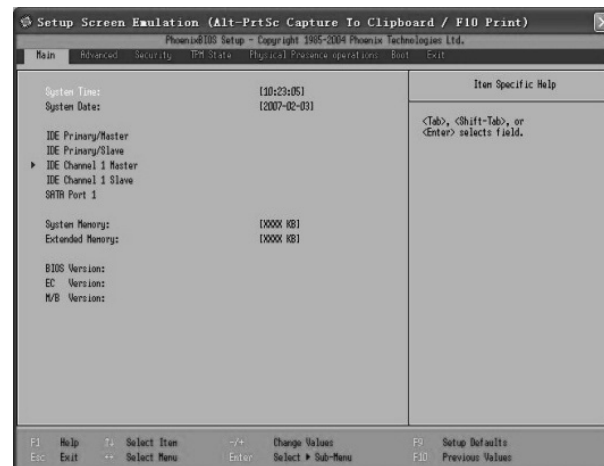 Setup Screen Emulation (Alt-PrtSc Capture To Clipboard / F10 Print)
PhoenixBIOS Setup - Copyright 1985-2004 Phoenix Technologies Ltd.
Main Advanced Security TPM State Physical Presence operations Boot Exit
Item Specific Help
System Time: [10:23:05]
System Date: [2007-02-03]
<Tab>, <Shift-Tab>, or
<Enter> selects field.
IDE Primary/Master
IDE Primary/Slave
IDE Channel 1 Master
IDE Channel 1 Slave
SATA Port 1
System Memory: [XXXX KB]
Extended Memory: [XXXX KB]
BIOS Version:
EC Version:
M/B Version:
F1 Help ↑↓ Select Item -/+ Change Values F9 Setup Defaults
Esc Exit ↔ Select Menu Enter Select ▶ Sub-Menu F10 Previous Values